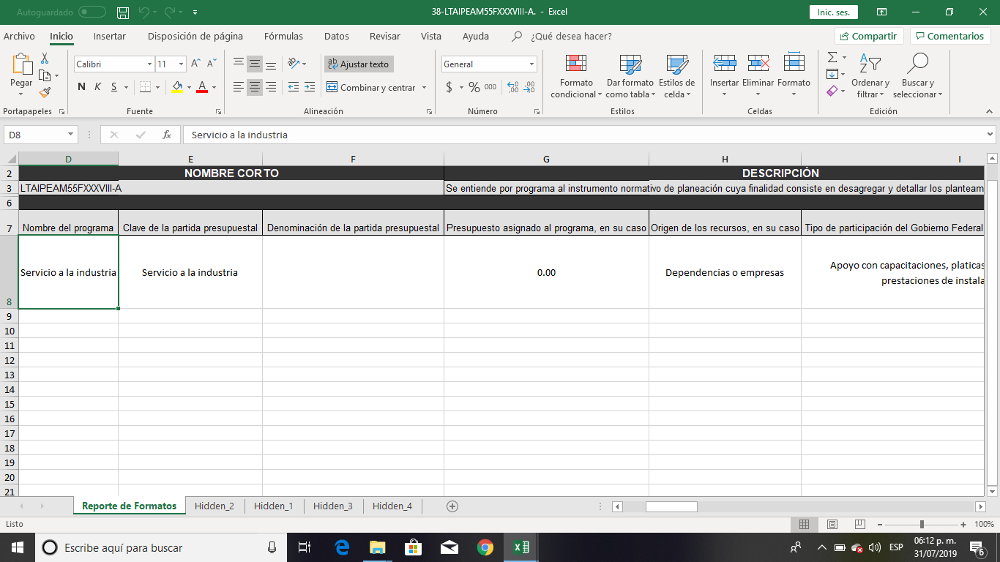 Autoguardado
38-LTAIPEAM55FXXXVIII-A. - Excel
Inic. ses.
Archivo Inicio Insertar Disposición de página Fórmulas Datos Revisar Vista Ayuda ¿Qué desea hacer? Compartir Comentarios
Pegar
Calibri 11
N K S A
ab Ajustar texto
Combinar y centrar
General
$ % 000
Formato condicional
Dar formato como tabla
Estilos de celda
Insertar Eliminar Formato
Ordenar y filtrar
Buscar y seleccionar
Portapapeles Fuente Alineación Número Estilos Celdas Edición
D8 fx Servicio a la industria
D E F G H I
2 NOMBRE CORTO DESCRIPCIÓN
3 LTAIPEAM55FXXXVIII-A Se entiende por programa al instrumento normativo de planeación cuya finalidad consiste en desagregar y detallar los planteam
6
7 Nombre del programa Clave de la partida presupuestal Denominación de la partida presupuestal Presupuesto asignado al programa, en su caso Origen de los recursos, en su caso Tipo de participación del Gobierno Federal
8 Servicio a la industria Servicio a la industria 0.00 Dependencias o empresas Apoyo con capacitaciones, platicas
prestaciones de instala
9
10
11
12
13
14
15
16
17
18
19
20
21
Reporte de Formatos Hidden_2 Hidden_1 Hidden_3 Hidden_4
Listo 100%
Escribe aquí para buscar
ESP
06:12 p. m.
31/07/2019
6